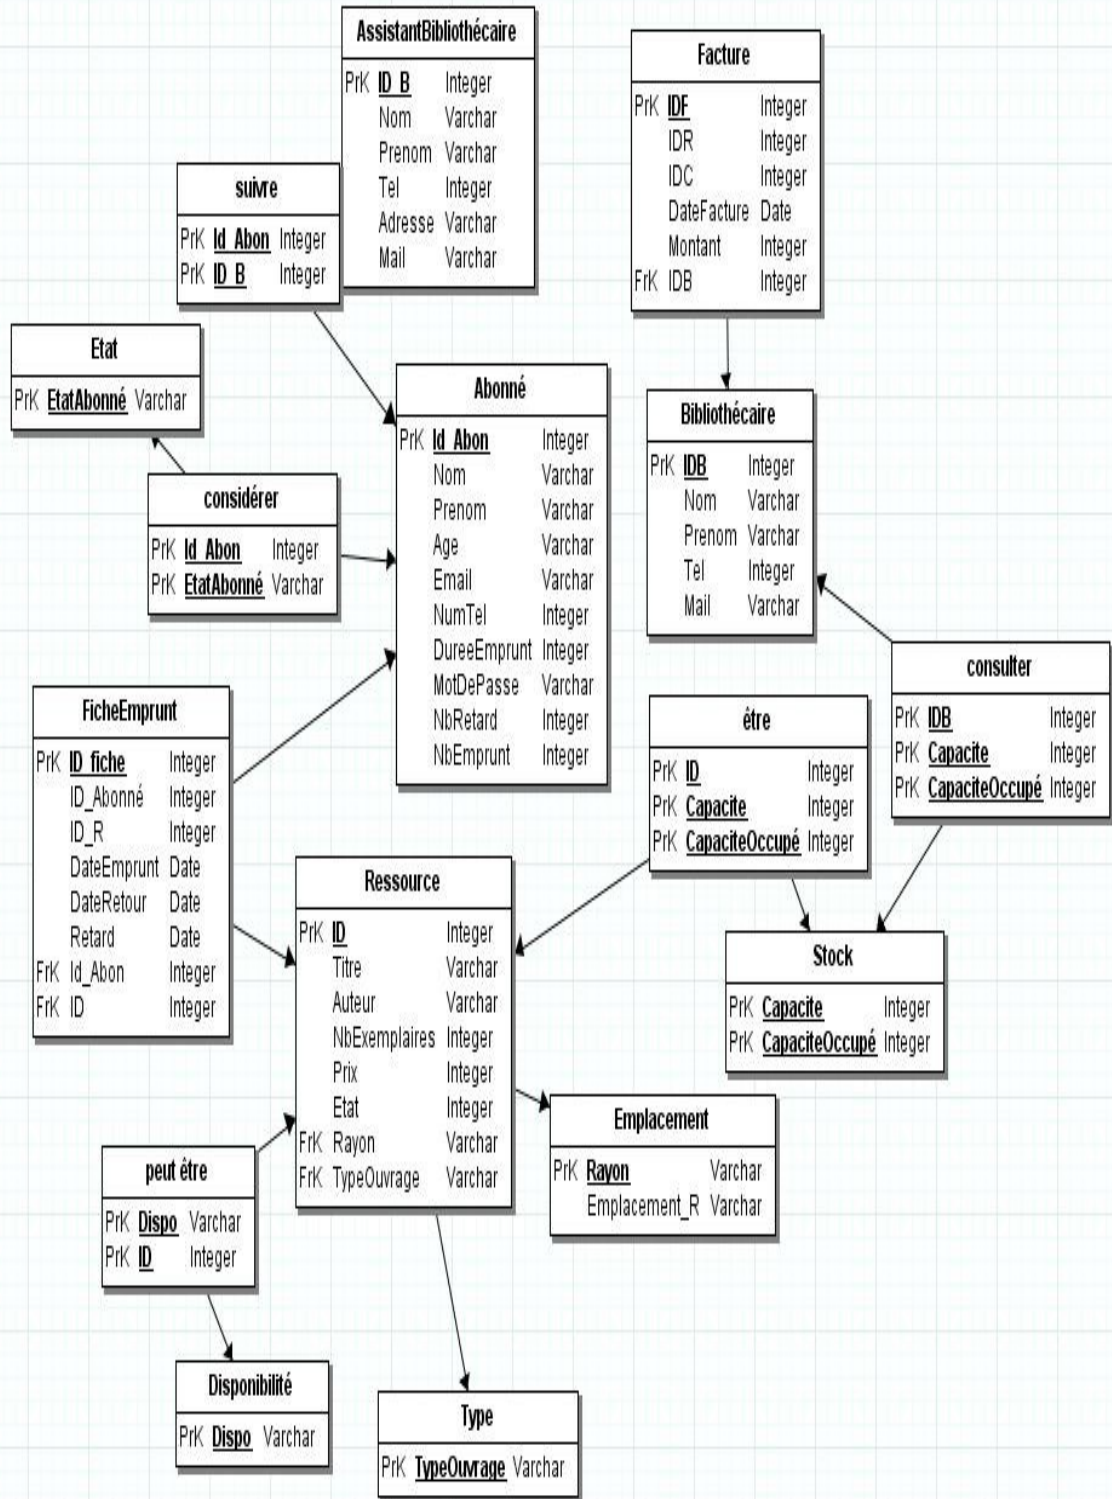 AssistantBibliothécaire
PrK ID_B Integer
Nom Varchar
Prenom Varchar
Tel Integer
Adresse Varchar
Mail Varchar
Facture
PrK IDF Integer
IDR Integer
IDC Integer
DateFacture Date
Montant Integer
FrK IDB Integer
suivre
PrK Id_Abon Integer
PrK ID_B Integer
Etat
PrK EtatAbonné Varchar
Abonné
PrK Id_Abon Integer
Nom Varchar
Prenom Varchar
Age Varchar
Email Varchar
NumTel Integer
DureeEmprunt Integer
MotDePasse Varchar
NbRetard Integer
NbEmprunt Integer
Bibliothécaire
PrK IDB Integer
Nom Varchar
Prenom Varchar
Tel Integer
Mail Varchar
considérer
PrK Id_Abon Integer
PrK EtatAbonné Varchar
consulter
PrK IDB Integer
PrK Capacite Integer
PrK CapaciteOccupé Integer
FicheEmprunt
PrK ID_fiche Integer
ID_Abonné Integer
ID_R Integer
DateEmprunt Date
DateRetour Date
Retard Date
FrK Id_Abon Integer
FrK ID Integer
être
PrK ID Integer
PrK Capacite Integer
PrK CapaciteOccupé Integer
Ressource
PrK ID Integer
Titre Varchar
Auteur Varchar
NbExemplaires Integer
Prix Integer
Etat Integer
FrK Rayon Varchar
FrK TypeOuvrage Varchar
Stock
PrK Capacite Integer
PrK CapaciteOccupé Integer
Emplacement
PrK Rayon Varchar
Emplacement_R Varchar
peut être
PrK Dispo Varchar
PrK ID Integer
Disponibilité
PrK Dispo Varchar
Type
PrK TypeOuvrage Varchar